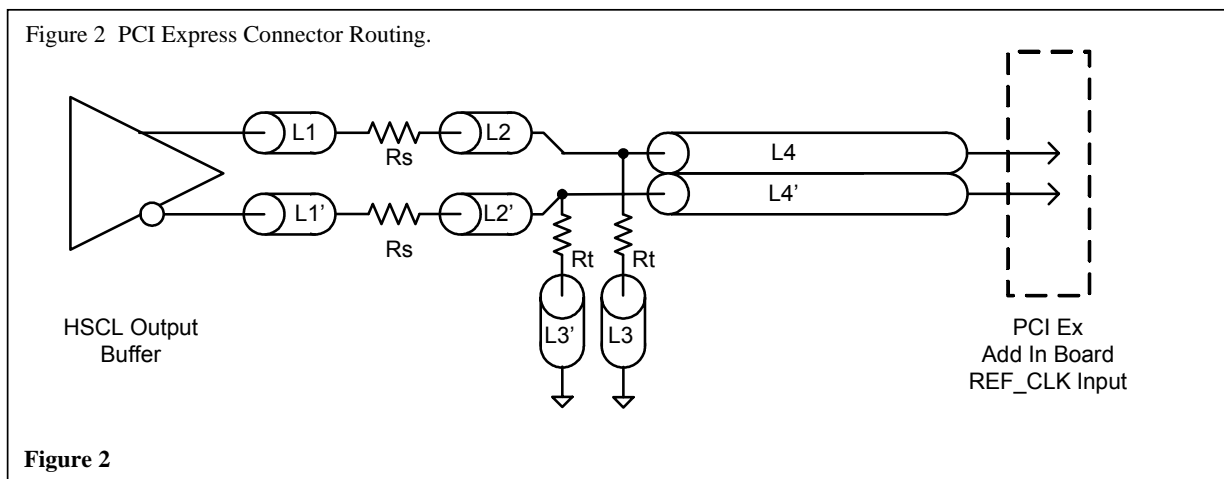 Figure 2 PCI Express Connector Routing.
L1
Rs
L2
L4
L1'
Rs
L2'
L4'
Rt
Rt
L3'
L3
HSCL Output
Buffer
PCI Ex
Add In Board
REF_CLK Input
Figure 2